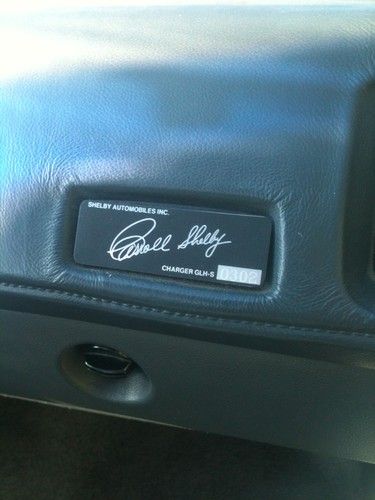 SHELBY AUTOMOBILES INC.
Carroll Shelby
CHARGER GLH-S 0302